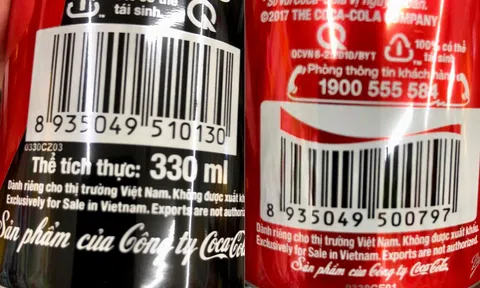 tái sinh
8 935049 510130
0330CZ03
Thể tích thực: 330 ml
Dành riêng cho thị trường Việt Nam. Không được xuất
Exclusively for Sale in Vietnam. Exports are not
Sản phẩm của Công ty Coca-Cola
©2017 THE COCA-COLA COMPANY
100% có thể
tái sinh
Phòng thông tin khách hàng
1900 555 584
8 935049 500797
Dành riêng cho thị trường Việt Nam. Không được xuất
Exclusively for Sale in Vietnam. Exports are not authorized.
Sản phẩm của Công ty Coca-Cola.